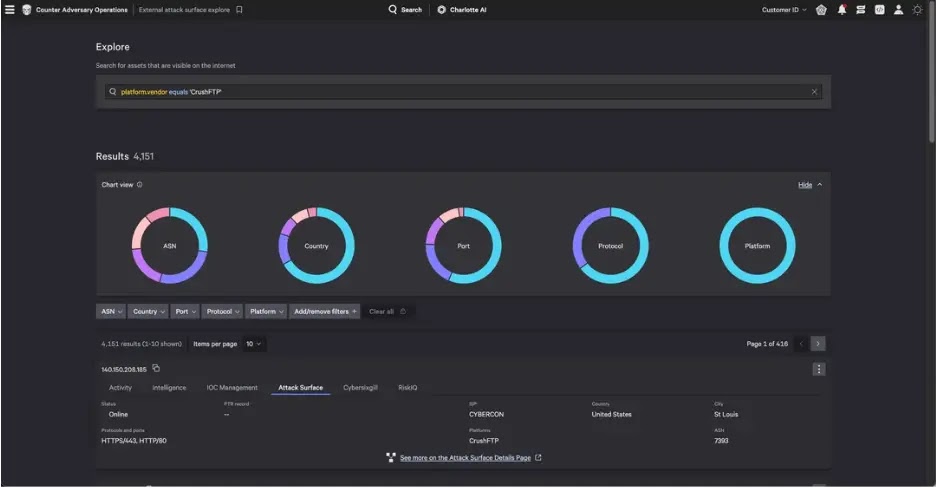 Counter Adversary Operations External attack surface explore Search Charlotte AI Customer ID
Explore
Search for assets that are visible on the internet
platform.vendor equals 'CrushFTP'
Results 4,151
Chart view Hide
ASN Country Port Protocol Platform
ASN Country Port Protocol Platform Add/remove filters + Clear all
4,151 results (1-10 shown) Items per page 10 Page 1 of 416
140.150.208.185
Activity Intelligence IOC Management Attack Surface Cybersixgill RiskIQ
Status PTR record ISP Country City
Online -- CYBERCON United States St Louis
Protocols and ports Platforms ASN
HTTPS/443, HTTP/80 CrushFTP 7393
See more on the Attack Surface Details Page